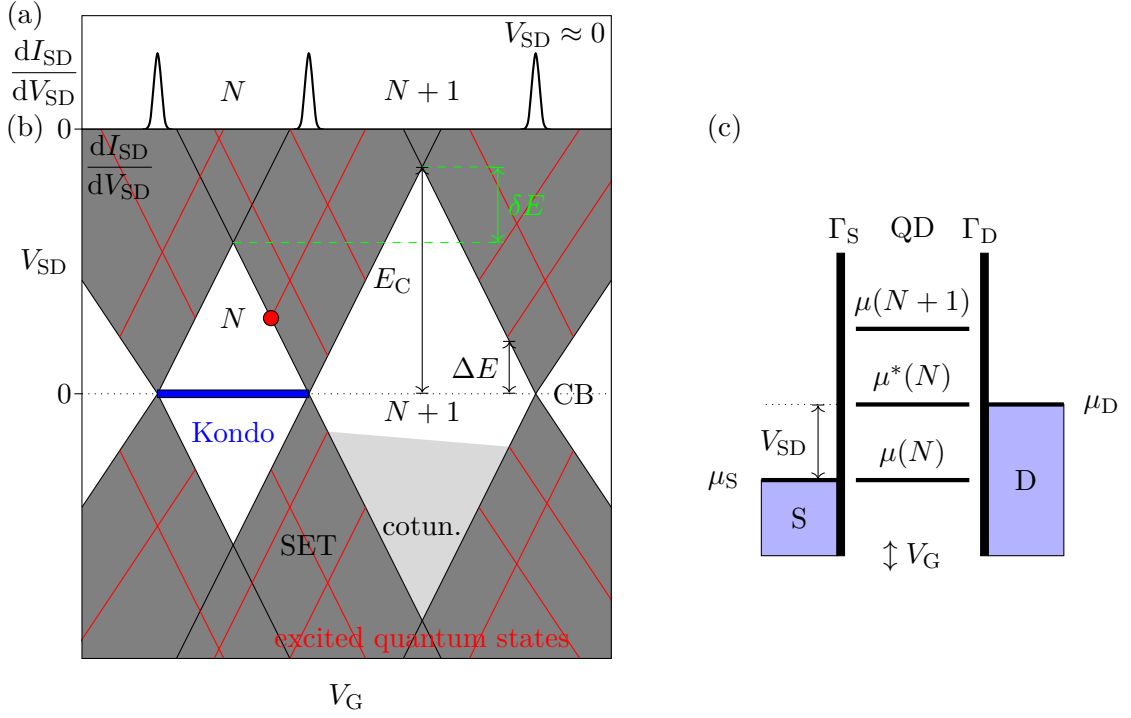 (a)
V_SD ≈ 0
dI_SD
dV_SD
N
N + 1
(b)
0
dI_SD
dV_SD
δE
V_SD
E_C
N
ΔE
0
CB
N + 1
Kondo
cotun.
SET
excited quantum states
V_G
(c)
Γ_S
QD
Γ_D
μ(N + 1)
μ*(N)
μ_D
V_SD
μ(N)
μ_S
S
D
V_G